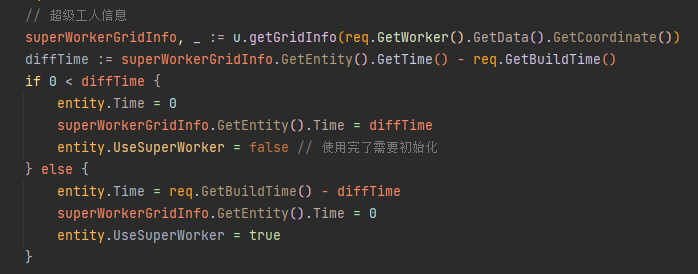 // 超级工人信息
superWorkerGridInfo, _ := u.getGridInfo(req.GetWorker().GetData().GetCoordinate())
diffTime := superWorkerGridInfo.GetEntity().GetTime() - req.GetBuildTime()
if 0 < diffTime {
    entity.Time = 0
    superWorkerGridInfo.GetEntity().Time = diffTime
    entity.UseSuperWorker = false // 使用完了需要初始化
} else {
    entity.Time = req.GetBuildTime() - diffTime
    superWorkerGridInfo.GetEntity().Time = 0
    entity.UseSuperWorker = true
}